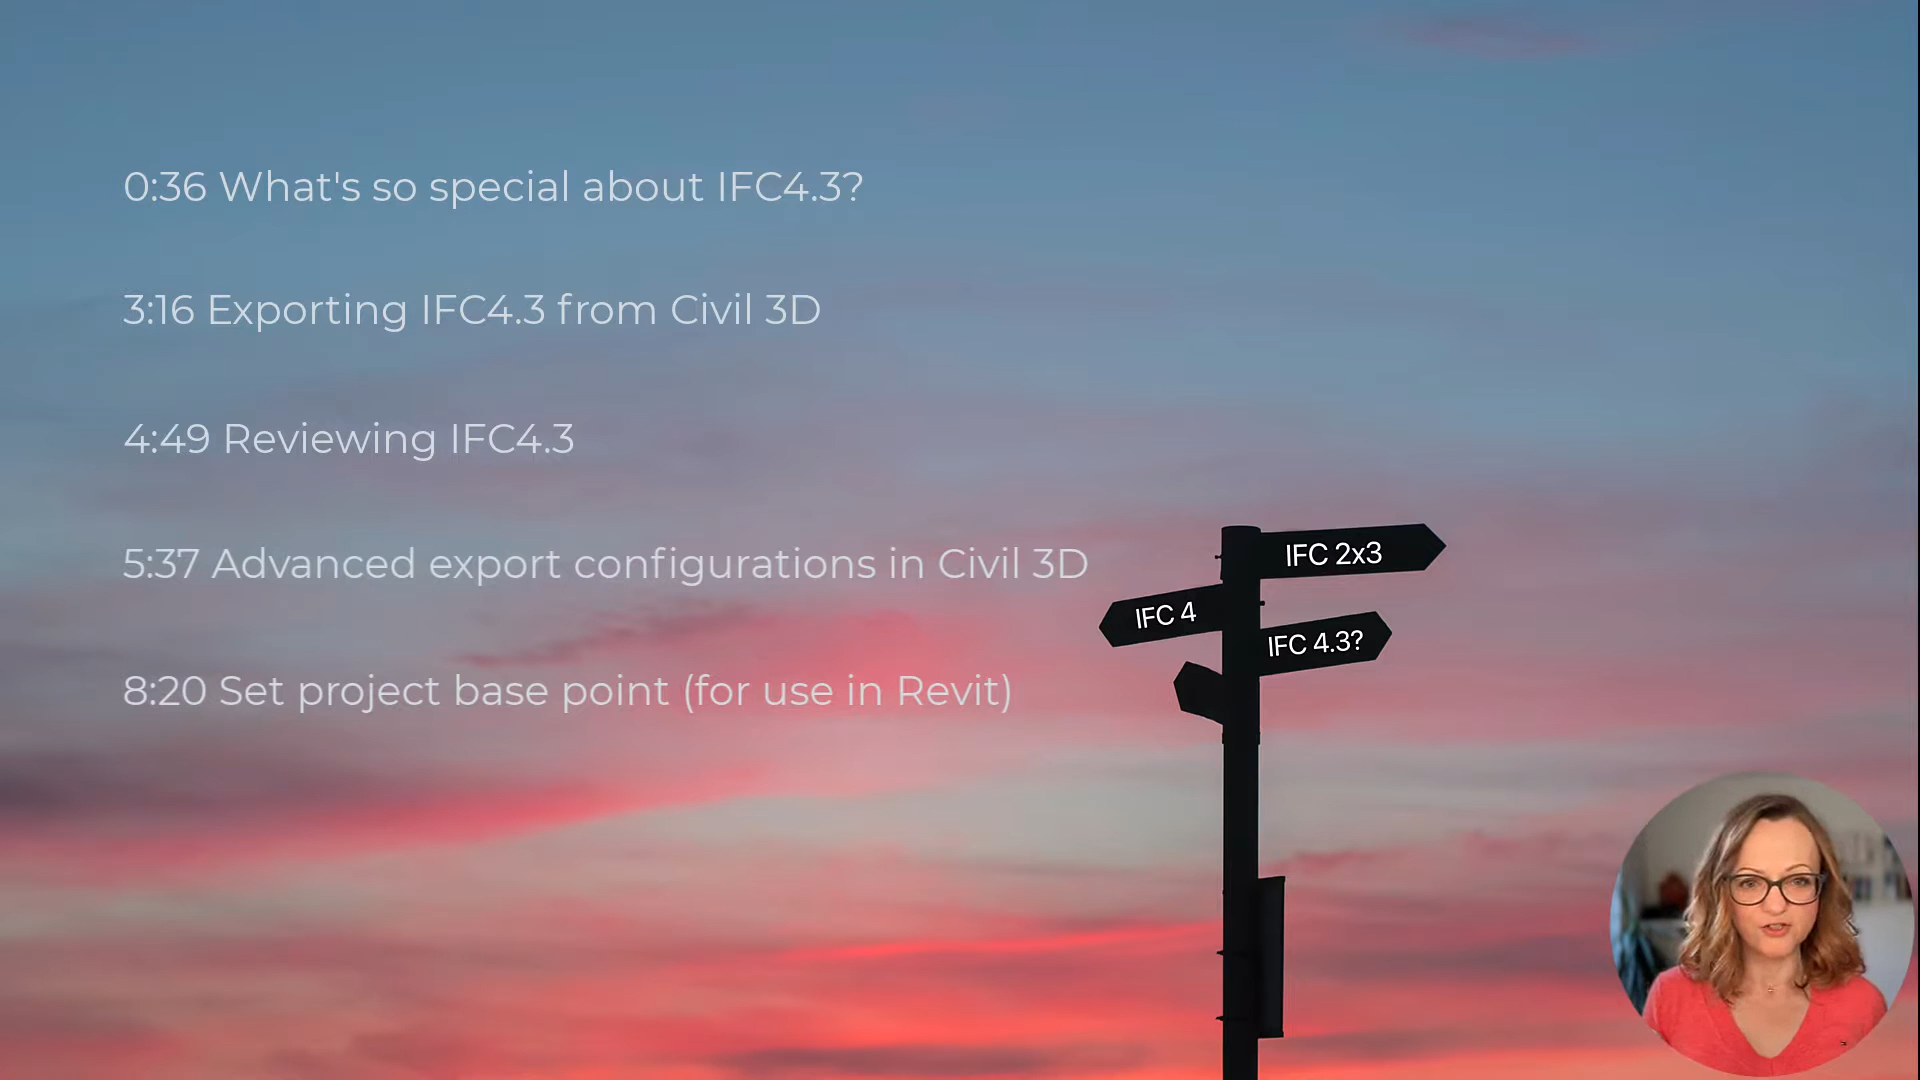 0:36 What's so special about IFC4.3?
3:16 Exporting IFC4.3 from Civil 3D
4:49 Reviewing IFC4.3
5:37 Advanced export configurations in Civil 3D
8:20 Set project base point (for use in Revit)
IFC 2x3
IFC 4
IFC 4.3?